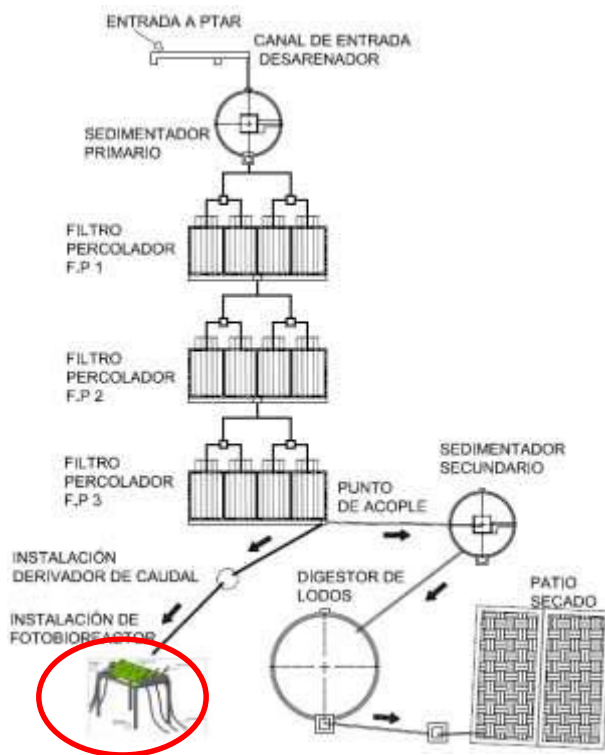 ENTRADA A PTAR
CANAL DE ENTRADA
DESARENADOR
SEDIMENTADOR
PRIMARIO
FILTRO
PERCOLADOR
F.P 1
FILTRO
PERCOLADOR
F.P 2
FILTRO
PERCOLADOR
F.P 3
SEDIMENTADOR
SECUNDARIO
PUNTO
DE ACOPLE
INSTALACIÓN
DERIVADOR DE CAUDAL
DIGESTOR DE
LODOS
PATIO
SECADO
INSTALACIÓN DE
FOTOBIOREACTOR